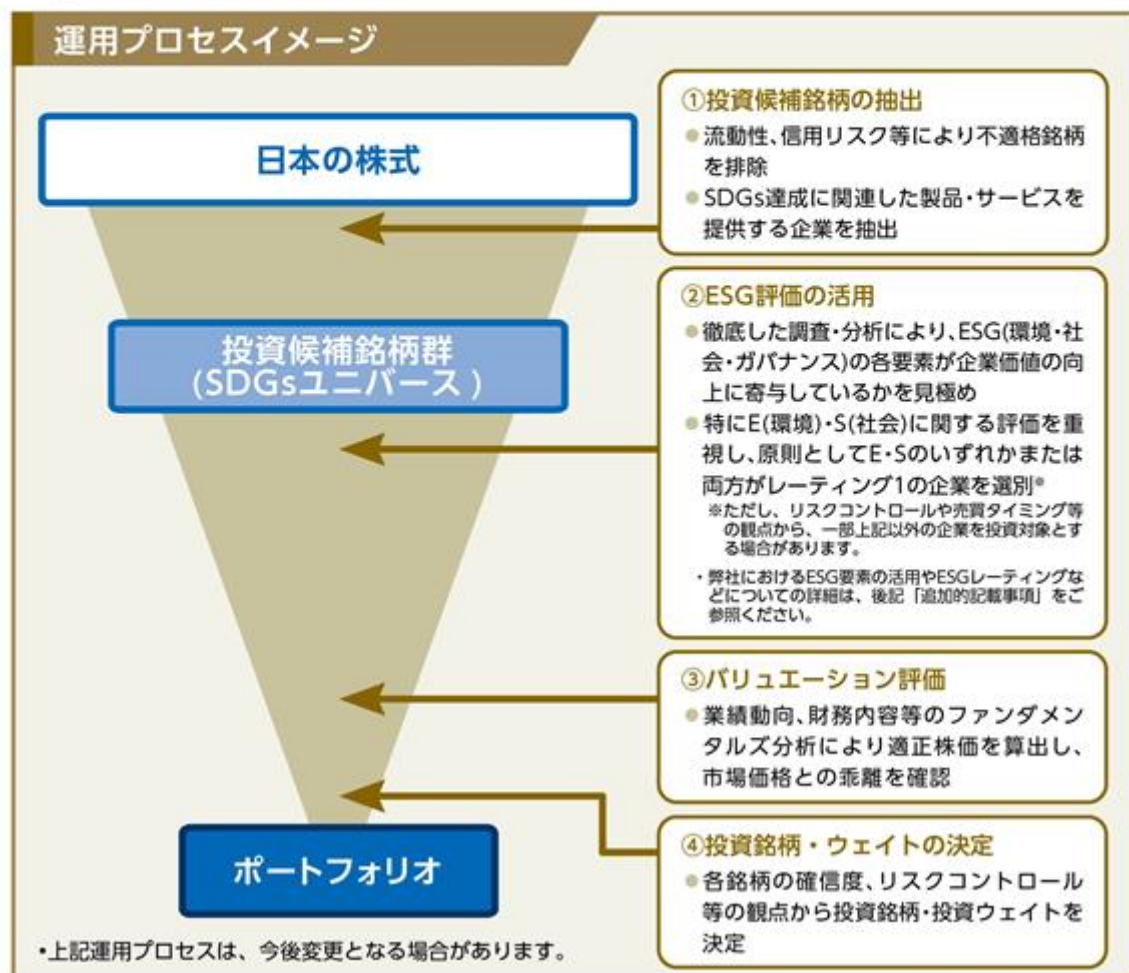 運用プロセスイメージ
日本の株式
投資候補銘柄群
(SDGsユニバース )
ポートフォリオ
①投資候補銘柄の抽出
●流動性、信用リスク等により不適格銘柄
を排除
●SDGs達成に関連した製品・サービスを
提供する企業を抽出
②ESG評価の活用
●徹底した調査・分析により、ESG(環境・社
会・ガバナンス)の各要素が企業価値の向
上に寄与しているかを見極め
●特にE(環境)・S(社会)に関する評価を重
視し、原則としてE・Sのいずれかまたは
両方がレーティング1の企業を選別※
※ただし、リスクコントロールや売買タイミング等
の観点から、一部上記以外の企業を投資対象とす
る場合があります。
・弊社におけるESG要素の活用やESGレーティングな
どについての詳細は、後記「追加的記載事項」をご
参照ください。
③バリュエーション評価
●業績動向、財務内容等のファンダメン
タルズ分析により適正株価を算出し、
市場価格との乖離を確認
④投資銘柄・ウェイトの決定
●各銘柄の確信度、リスクコントロール
等の観点から投資銘柄・投資ウェイトを
決定
•上記運用プロセスは、今後変更となる場合があります。